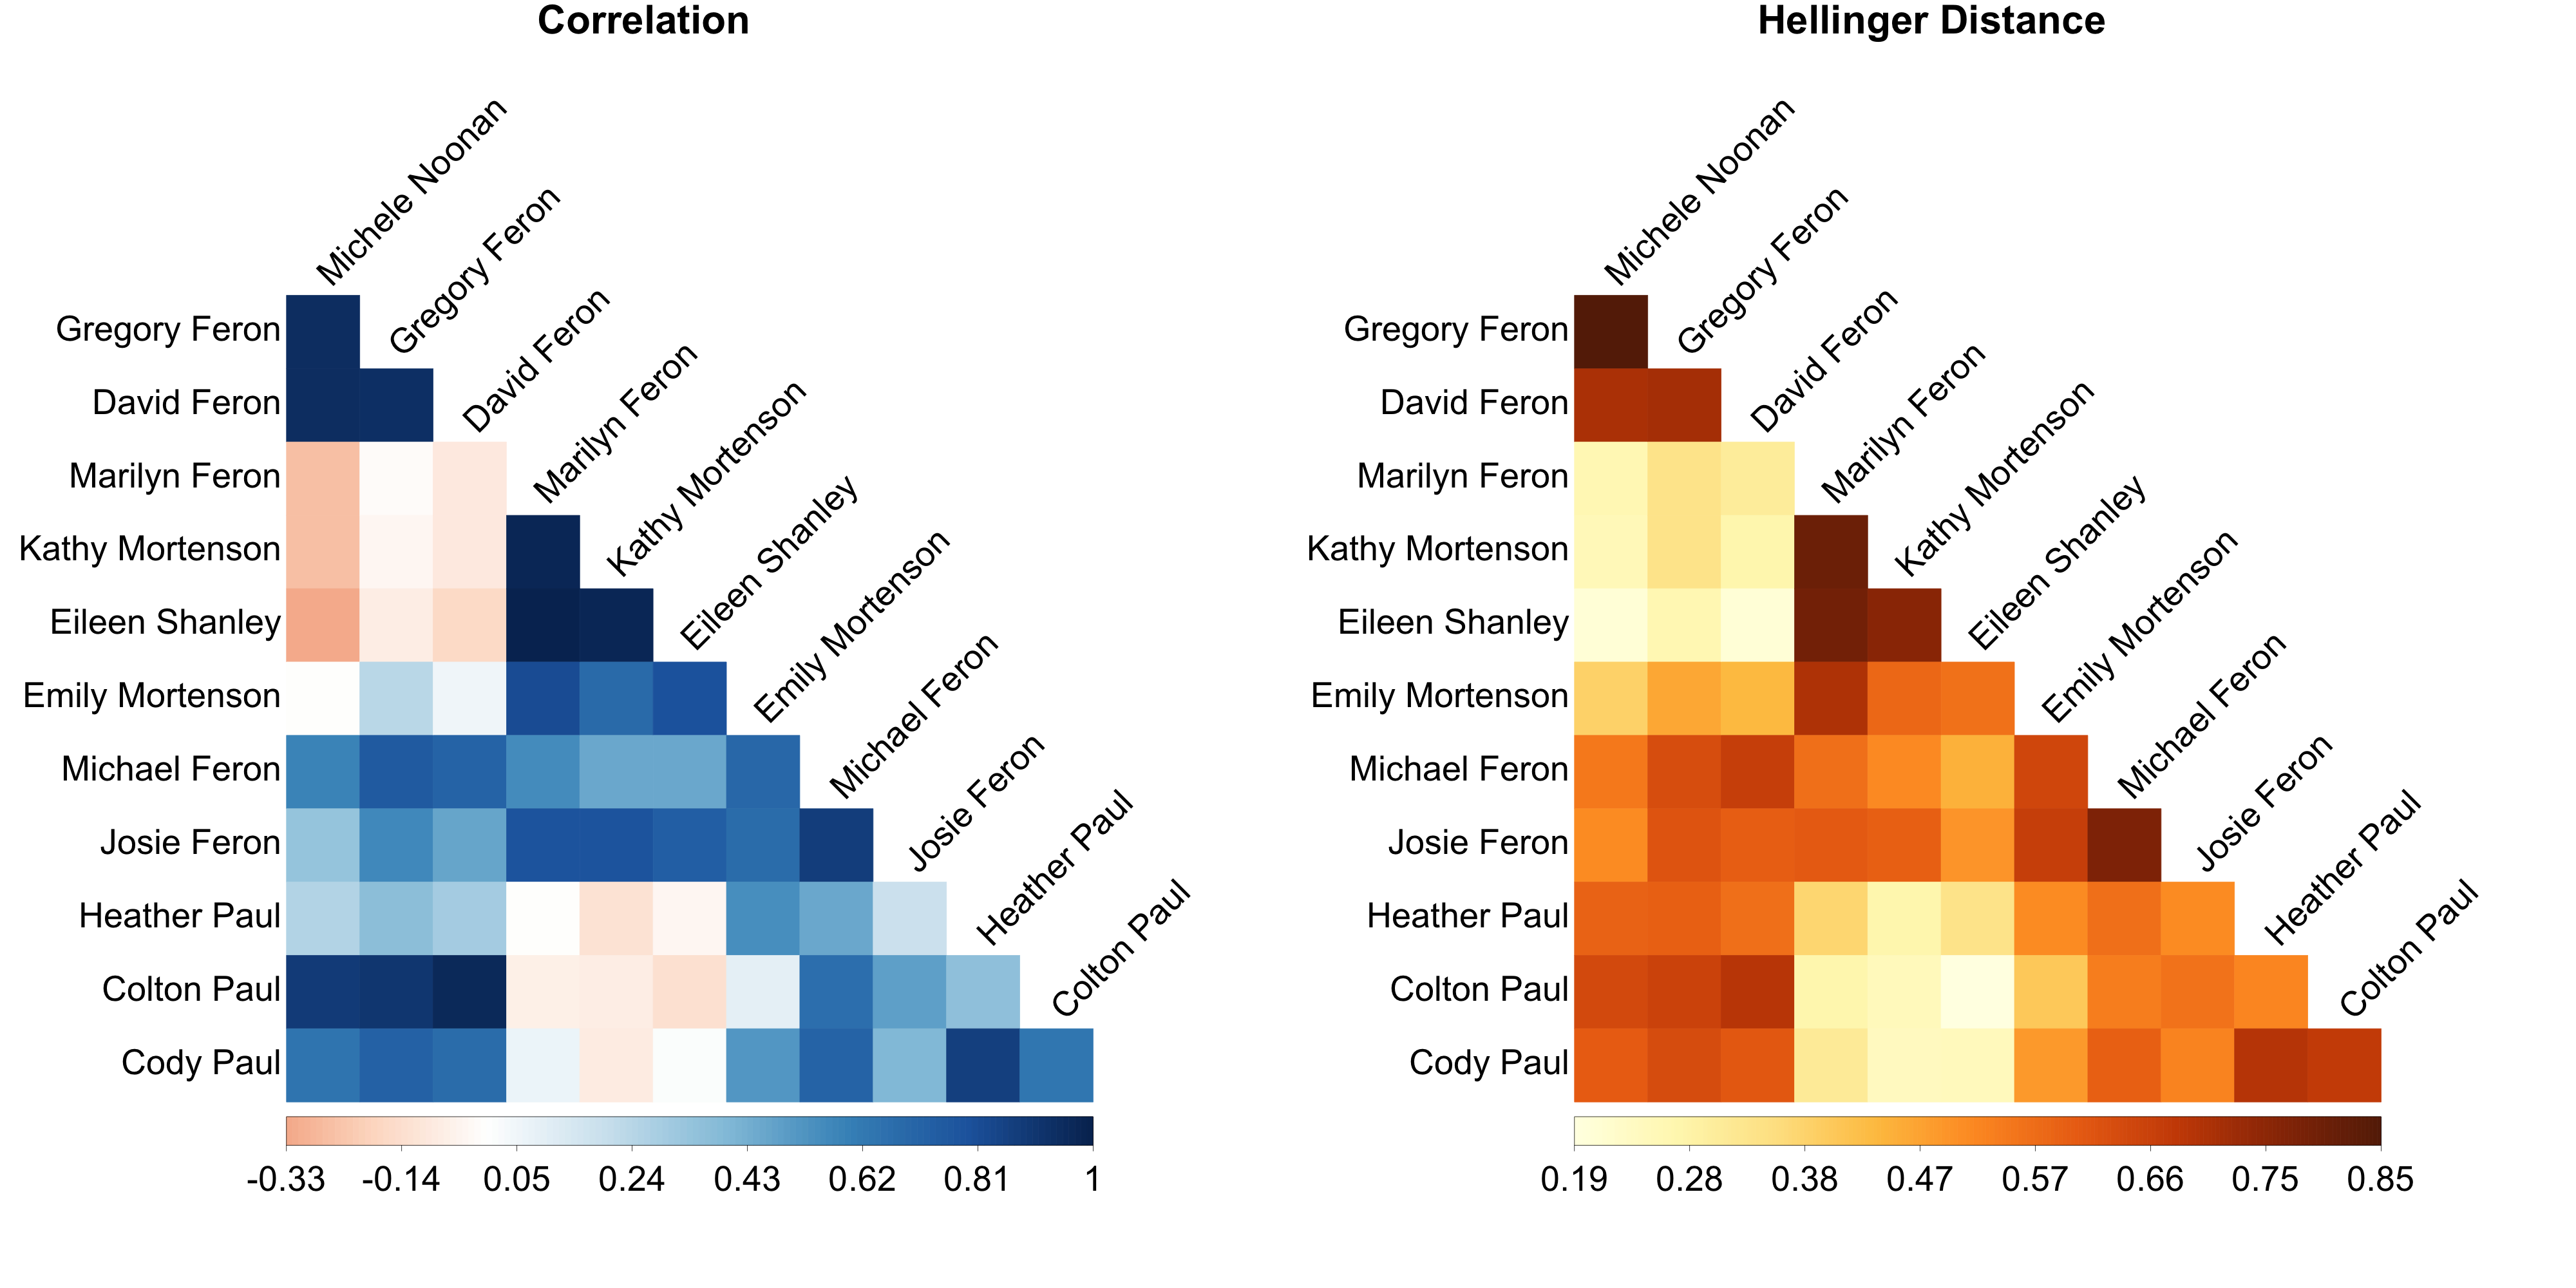 Correlation
Michele Noonan
Gregory Feron
David Feron
Marilyn Feron
Kathy Mortenson
Eileen Shanley
Emily Mortenson
Michael Feron
Josie Feron
Heather Paul
Colton Paul
Gregory Feron
David Feron
Marilyn Feron
Kathy Mortenson
Eileen Shanley
Emily Mortenson
Michael Feron
Josie Feron
Heather Paul
Colton Paul
Cody Paul
-0.33 -0.14 0.05 0.24 0.43 0.62 0.81 1
Hellinger Distance
Michele Noonan
Gregory Feron
David Feron
Marilyn Feron
Kathy Mortenson
Eileen Shanley
Emily Mortenson
Michael Feron
Josie Feron
Heather Paul
Colton Paul
Gregory Feron
David Feron
Marilyn Feron
Kathy Mortenson
Eileen Shanley
Emily Mortenson
Michael Feron
Josie Feron
Heather Paul
Colton Paul
Cody Paul
0.19 0.28 0.38 0.47 0.57 0.66 0.75 0.85